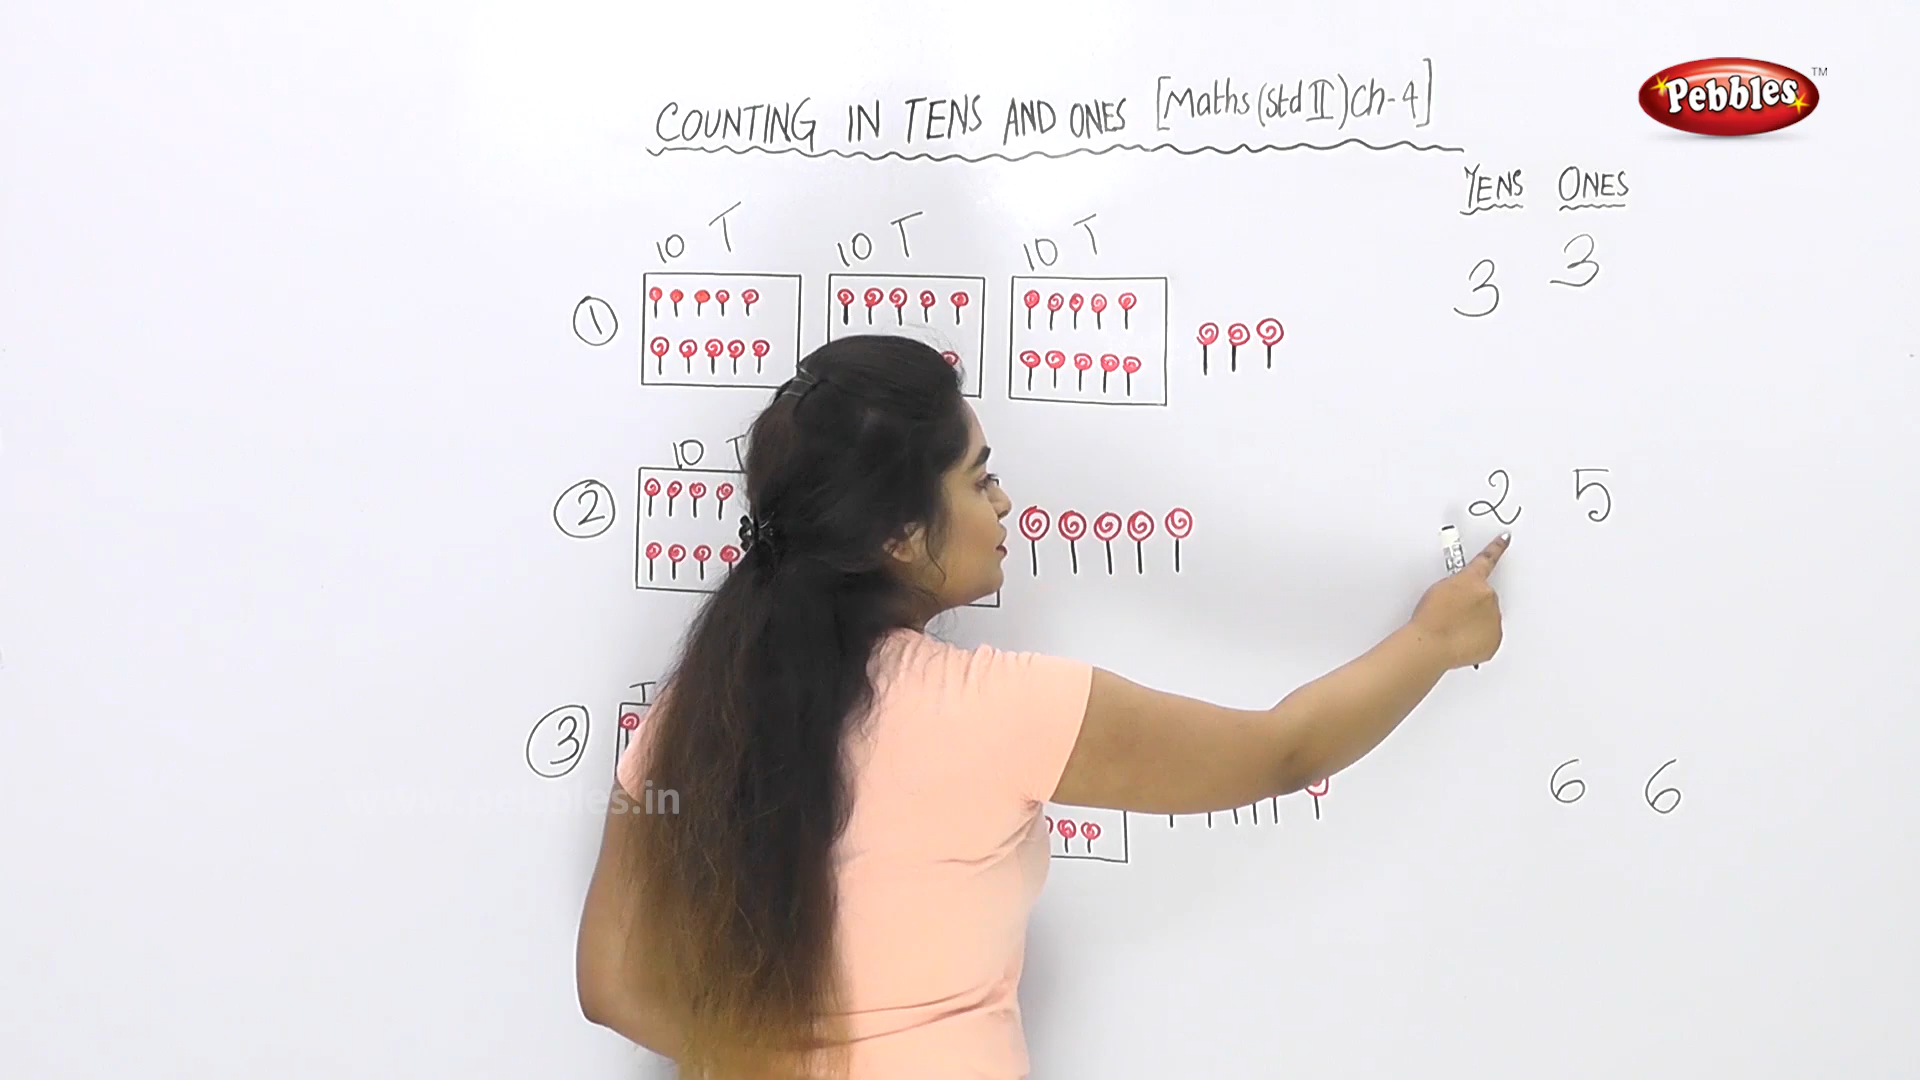 Pebbles TM
COUNTING IN TENS AND ONES [Maths (Std II) Ch-4]
TENS ONES
10 T 10 T 10 T
1
3 3
10 T
2
2 5
T
3
6 6
www.pebbles.in